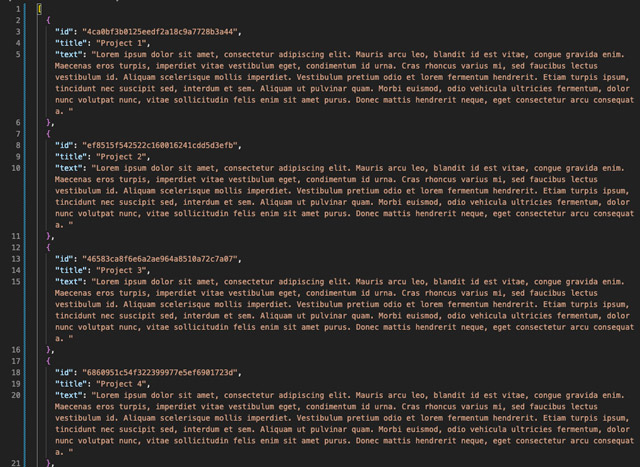 1 [
2 {
3 "id": "4ca0bf3b0125eedf2a18c9a7728b3a44",
4 "title": "Project 1",
5 "text": "Lorem ipsum dolor sit amet, consectetur adipiscing elit. Mauris arcu leo, blandit id est vitae, congue gravida enim.
Maecenas eros turpis, imperdiet vitae vestibulum eget, condimentum id urna. Cras rhoncus varius mi, sed faucibus lectus
vestibulum id. Aliquam scelerisque mollis imperdiet. Vestibulum pretium odio et lorem fermentum hendrerit. Etiam turpis ipsum,
tincidunt nec suscipit sed, interdum et sem. Aliquam ut pulvinar quam. Morbi euismod, odio vehicula ultricies fermentum, dolor
nunc volutpat nunc, vitae sollicitudin felis enim sit amet purus. Donec mattis hendrerit neque, eget consectetur arcu consequat
a. "
6 },
7 {
8 "id": "ef8515f542522c160016241cdd5d3efb",
9 "title": "Project 2",
10 "text": "Lorem ipsum dolor sit amet, consectetur adipiscing elit. Mauris arcu leo, blandit id est vitae, congue gravida enim.
Maecenas eros turpis, imperdiet vitae vestibulum eget, condimentum id urna. Cras rhoncus varius mi, sed faucibus lectus
vestibulum id. Aliquam scelerisque mollis imperdiet. Vestibulum pretium odio et lorem fermentum hendrerit. Etiam turpis ipsum,
tincidunt nec suscipit sed, interdum et sem. Aliquam ut pulvinar quam. Morbi euismod, odio vehicula ultricies fermentum, dolor
nunc volutpat nunc, vitae sollicitudin felis enim sit amet purus. Donec mattis hendrerit neque, eget consectetur arcu consequat
a. "
11 },
12 {
13 "id": "46583ca8f6e6a2ae964a8510a72c7a07",
14 "title": "Project 3",
15 "text": "Lorem ipsum dolor sit amet, consectetur adipiscing elit. Mauris arcu leo, blandit id est vitae, congue gravida enim.
Maecenas eros turpis, imperdiet vitae vestibulum eget, condimentum id urna. Cras rhoncus varius mi, sed faucibus lectus
vestibulum id. Aliquam scelerisque mollis imperdiet. Vestibulum pretium odio et lorem fermentum hendrerit. Etiam turpis ipsum,
tincidunt nec suscipit sed, interdum et sem. Aliquam ut pulvinar quam. Morbi euismod, odio vehicula ultricies fermentum, dolor
nunc volutpat nunc, vitae sollicitudin felis enim sit amet purus. Donec mattis hendrerit neque, eget consectetur arcu consequat
a. "
16 },
17 {
18 "id": "6860951c54f322399977e5ef6901723d",
19 "title": "Project 4",
20 "text": "Lorem ipsum dolor sit amet, consectetur adipiscing elit. Mauris arcu leo, blandit id est vitae, congue gravida enim.
Maecenas eros turpis, imperdiet vitae vestibulum eget, condimentum id urna. Cras rhoncus varius mi, sed faucibus lectus
vestibulum id. Aliquam scelerisque mollis imperdiet. Vestibulum pretium odio et lorem fermentum hendrerit. Etiam turpis ipsum,
tincidunt nec suscipit sed, interdum et sem. Aliquam ut pulvinar quam. Morbi euismod, odio vehicula ultricies fermentum, dolor
nunc volutpat nunc, vitae sollicitudin felis enim sit amet purus. Donec mattis hendrerit neque, eget consectetur arcu consequat
a. "
21 },